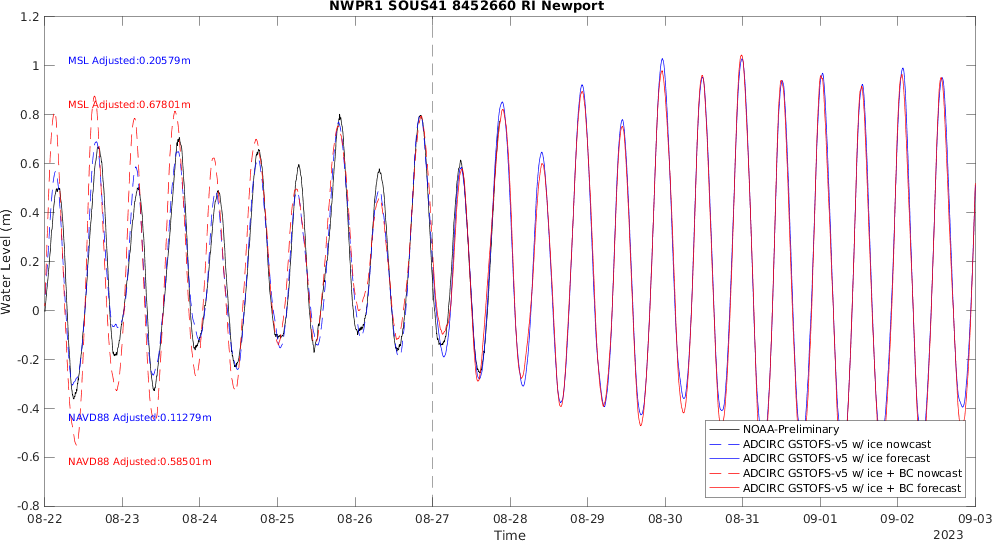 NWPR1 SOUS41 8452660 RI Newport
1.2
1
0.8
0.6
0.4
0.2
0
-0.2
-0.4
-0.6
-0.8
Water Level (m)
MSL Adjusted:0.20579m
MSL Adjusted:0.67801m
NAVD88 Adjusted:0.11279m
NAVD88 Adjusted:0.58501m
NOAA-Preliminary
ADCIRC GSTOFS-v5 w/ ice nowcast
ADCIRC GSTOFS-v5 w/ ice forecast
ADCIRC GSTOFS-v5 w/ ice + BC nowcast
ADCIRC GSTOFS-v5 w/ ice + BC forecast
08-22 08-23 08-24 08-25 08-26 08-27 08-28 08-29 08-30 08-31 09-01 09-02 09-03
Time
2023